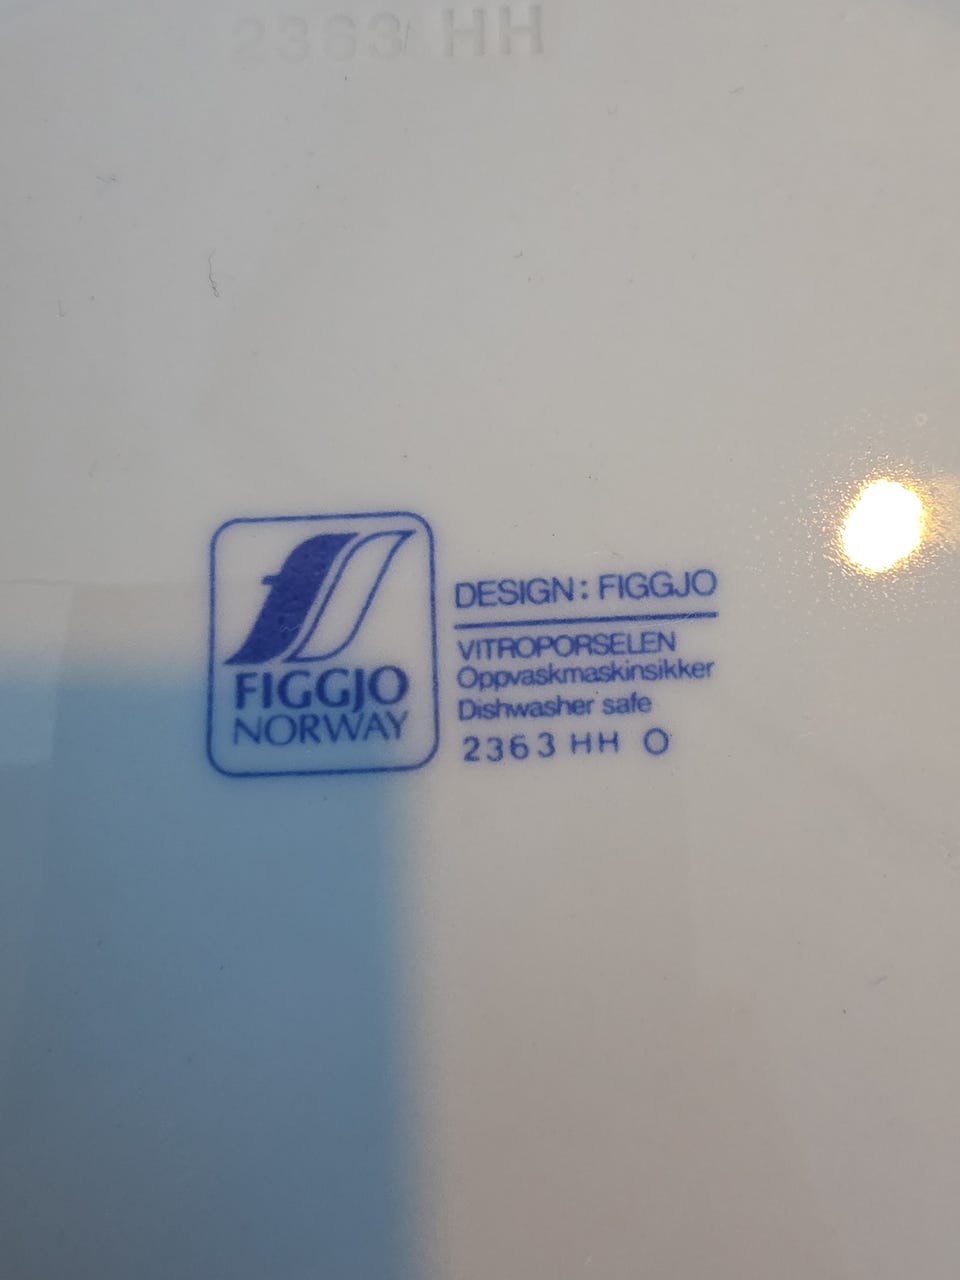 2363 HH
FIGGJO
NORWAY
DESIGN: FIGGJO
VITROPORSELEN
Oppvaskmaskinsikker
Dishwasher safe
2363 HH O